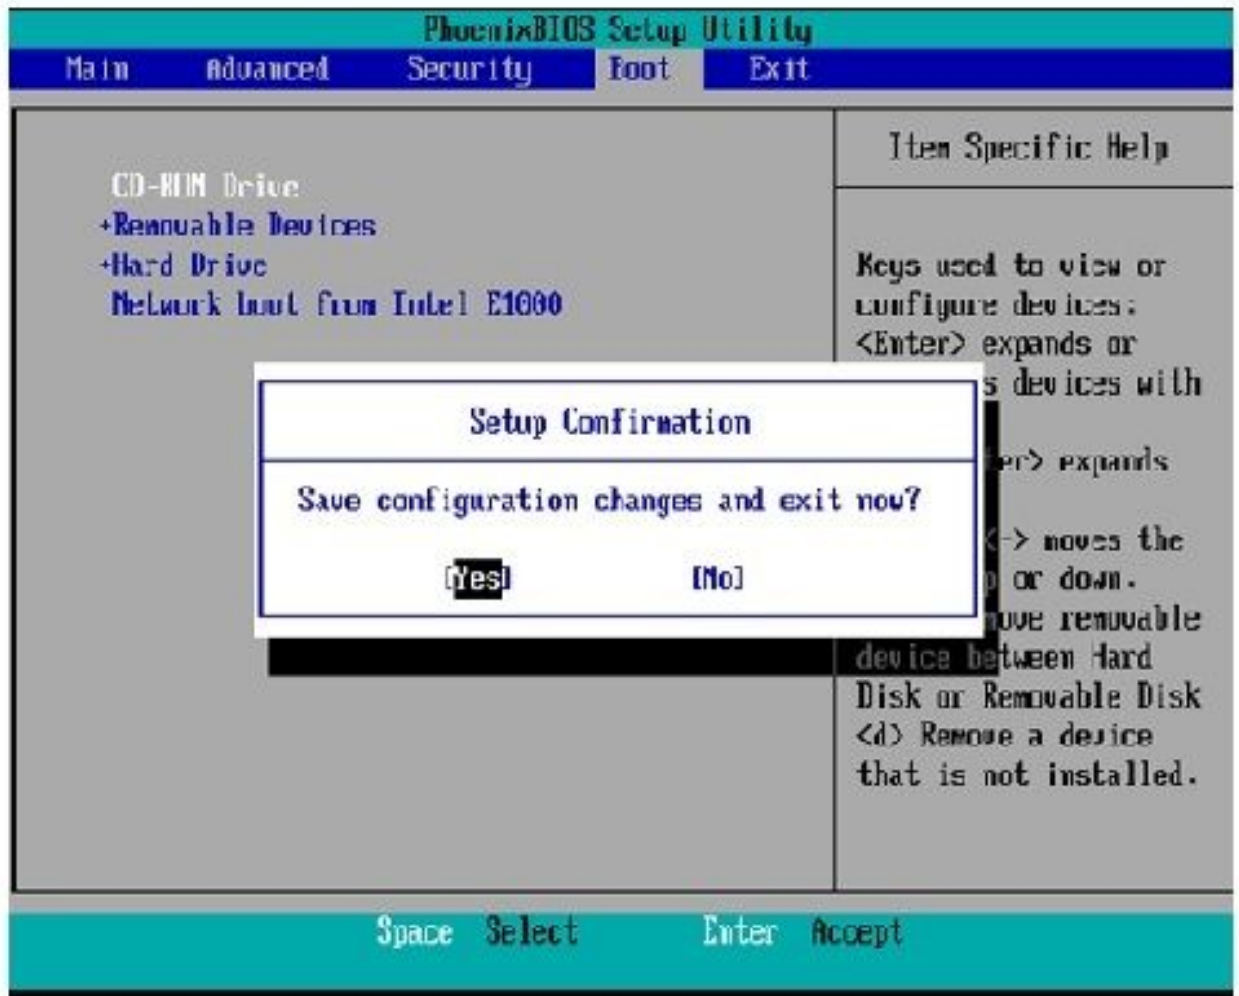 PhoenixBIOS Setup Utility
Main Advanced Security Boot Exit
CD-ROM Drive
+Removable Devices
+Hard Drive
Network boot from Intel E1000
Item Specific Help
Keys used to view or
configure devices:
<Enter> expands or
s devices with
er> expands
-> moves the
p or down.
ove removable
device between Hard
Disk or Removable Disk
<d> Remove a device
that is not installed.
Setup Confirmation
Save configuration changes and exit now?
[Yes] [No]
Space Select Enter Accept